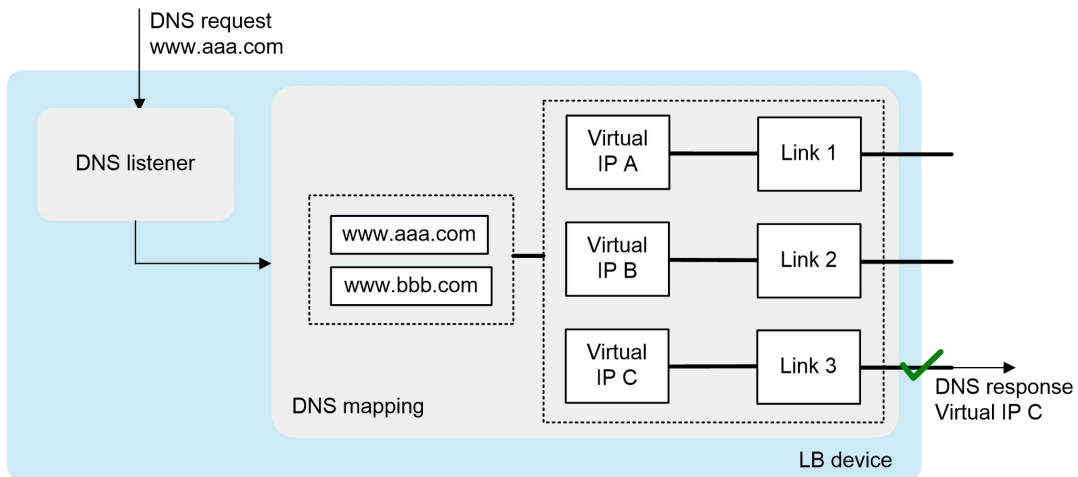 DNS request
www.aaa.com
DNS listener
www.aaa.com
www.bbb.com
DNS mapping
Virtual
IP A
Link 1
Virtual
IP B
Link 2
Virtual
IP C
Link 3
DNS response
Virtual IP C
LB device